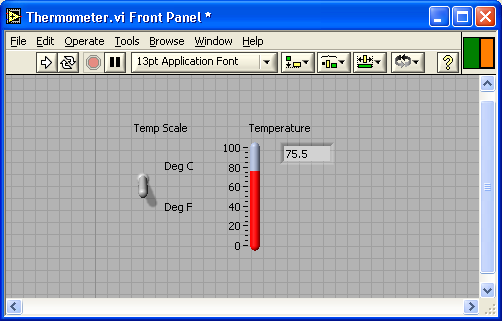 Thermometer.vi Front Panel *
File Edit Operate Tools Browse Window Help
13pt Application Font
?
Temp Scale
Temperature
Deg C
Deg F
100
80
60
40
20
0
75.5